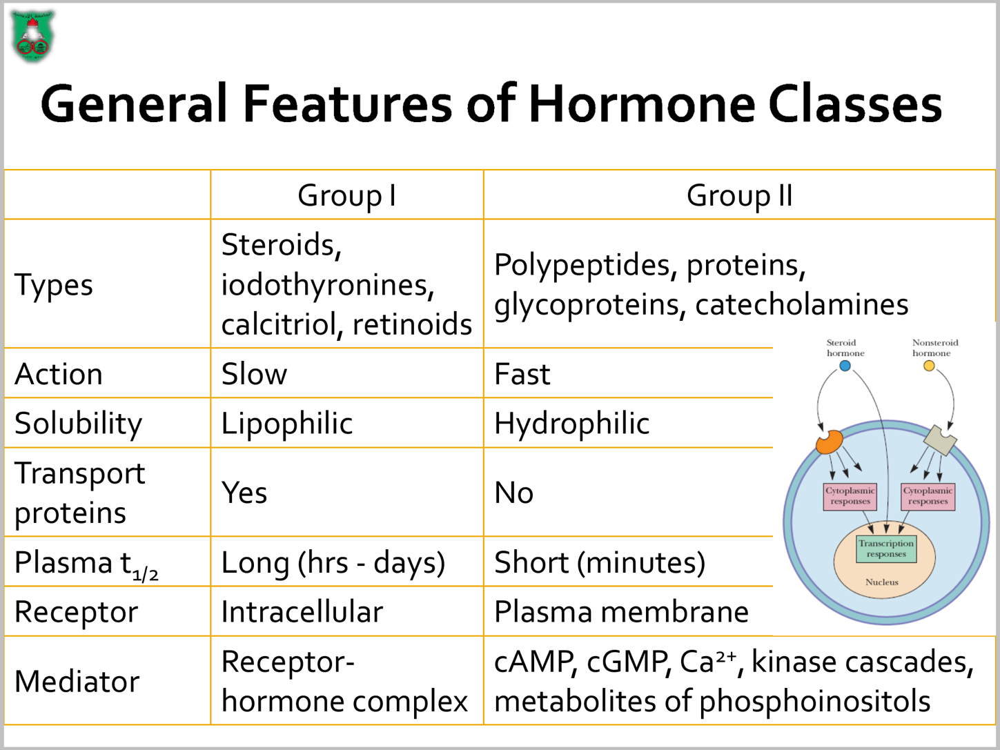 General Features of Hormone Classes
Group I
Group II
Types
Steroids,
iodothyronines,
calcitriol, retinoids
Polypeptides, proteins,
glycoproteins, catecholamines
Action
Slow
Fast
Solubility
Lipophilic
Hydrophilic
Transport
proteins
Yes
No
Plasma t1/2
Long (hrs - days)
Short (minutes)
Receptor
Intracellular
Plasma membrane
Mediator
Receptor-
hormone complex
cAMP, cGMP, Ca2+, kinase cascades,
metabolites of phosphoinositols
Steroid
hormone
Nonsteroid
hormone
Cytoplasmic
responses
Cytoplasmic
responses
Transcription
responses
Nucleus